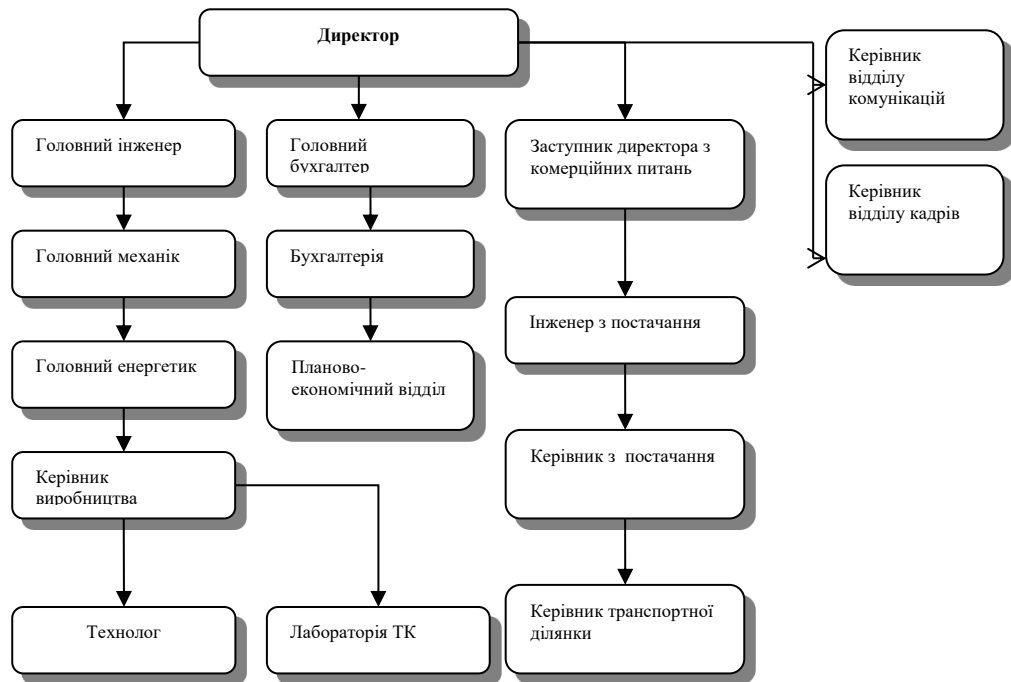 Директор
Керівник
відділу
комунікацій
Головний інженер
Головний
бухгалтер
Заступник директора з
комерційних питань
Керівник
відділу кадрів
Головний механік
Бухгалтерія
Інженер з постачання
Головний енергетик
Планово-
економічний відділ
Керівник з  постачання
Керівник
виробництва
Технолог
Лабораторія ТК
Керівник транспортної
ділянки